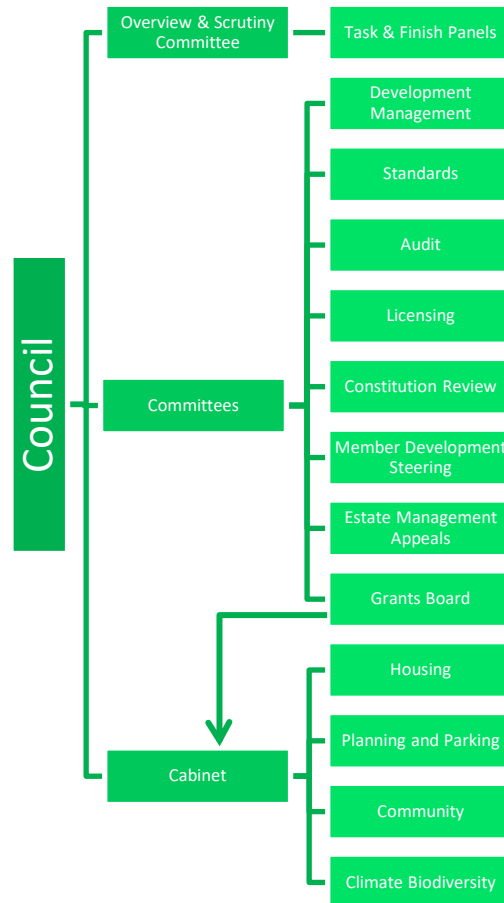 Overview & Scrutiny
Committee
Task & Finish Panels
Development
Management
Standards
Audit
Licensing
Council
Committees
Constitution Review
Member Development
Steering
Estate Management
Appeals
Grants Board
Housing
Planning and Parking
Cabinet
Community
Climate Biodiversity